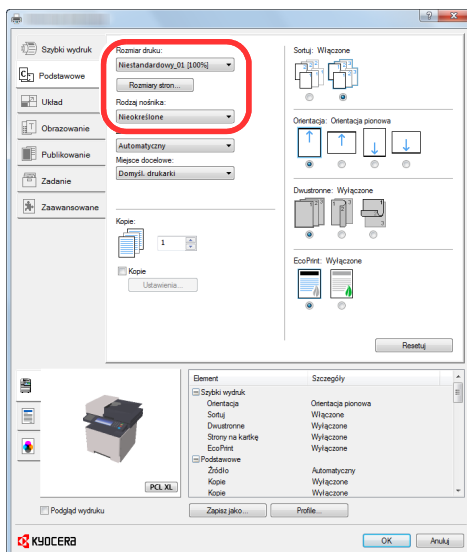 Szybki wydruk
Podstawowe
Układ
Obrazowanie
Publikowanie
Zadanie
Zaawansowane
Rozmiar druku:
Niestandardowy_01 [100%]
Rozmiary stron...
Rodzaj nośnika:
Nieokreślone
Automatyczny
Miejsce docelowe:
Domyśl. drukarki
Kopie:
1
Kopie
Ustawienia...
Sortuj: Włączone
Orientacja: Orientacja pionowa
Dwustronne: Wyłączone
EcoPrint: Wyłączone
Resetuj
PCL XL
Podgląd wydruku
Element Szczegóły
Szybki wydruk
Orientacja Orientacja pionowa
Sortuj Włączone
Dwustronne Wyłączone
Strony na kartkę Wyłączone
EcoPrint Wyłączone
Podstawowe
Źródło Automatyczny
Kopie Wyłączone
Kopie Wyłączone
Zapisz jako... Profile...
KYOCERA
OK Anuluj